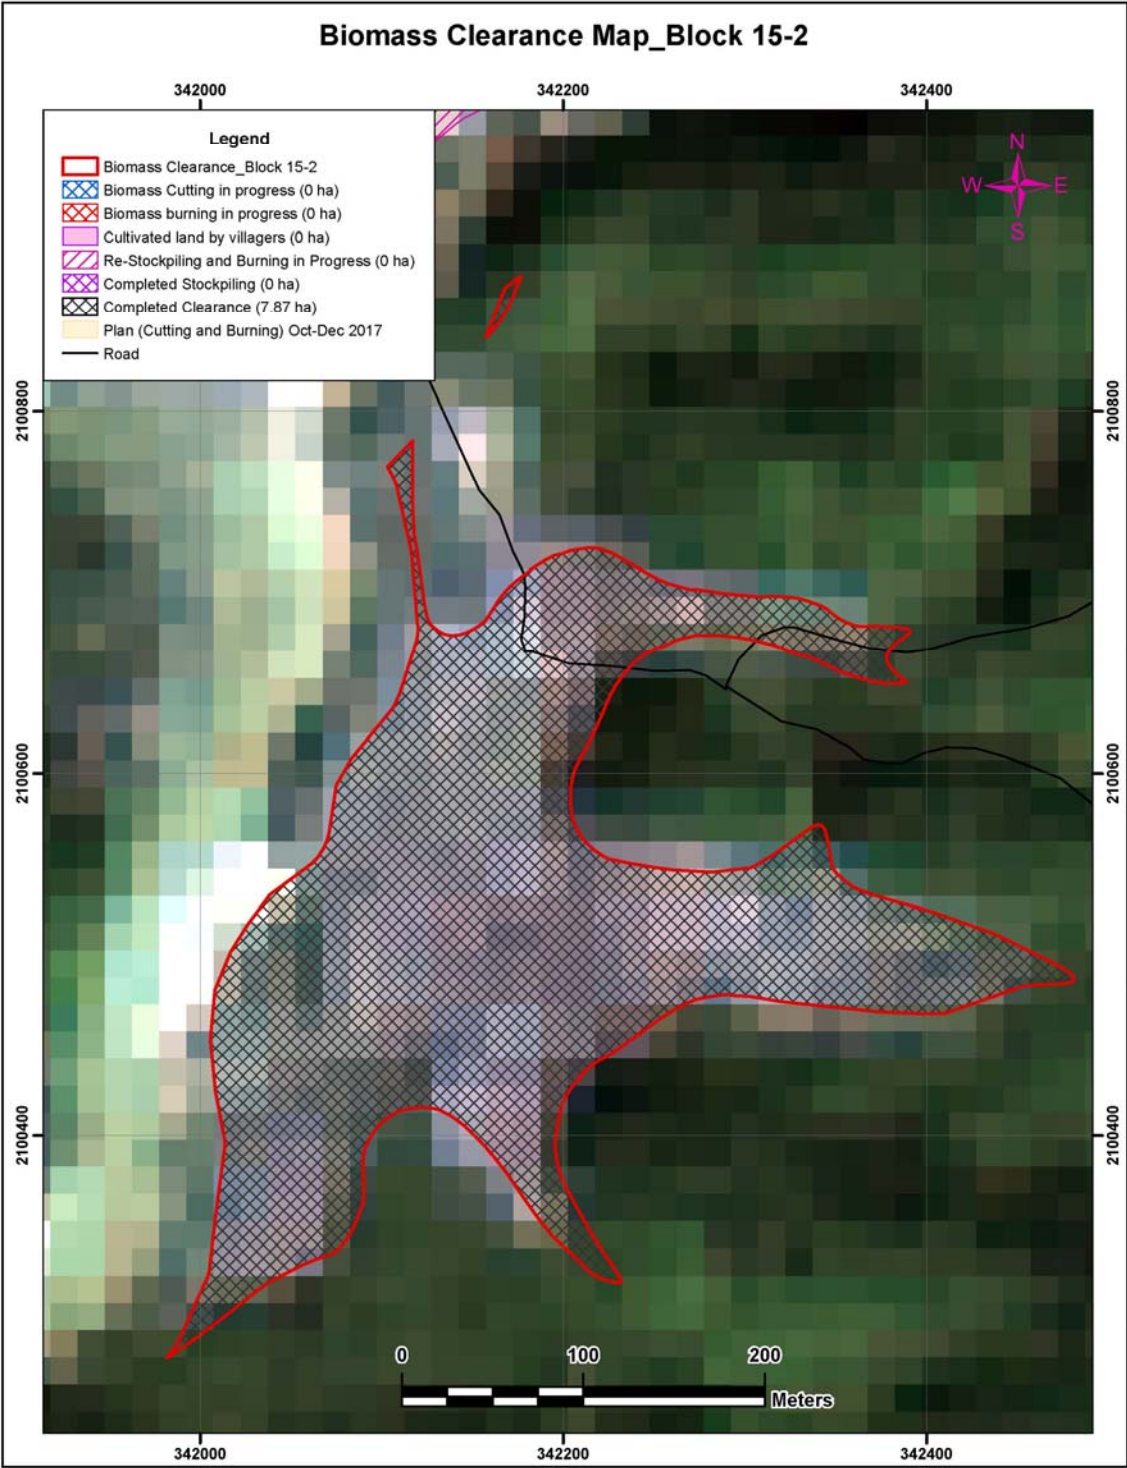 Biomass Clearance Map_Block 15-2
342000
342200
342400
Legend
Biomass Clearance_Block 15-2
Biomass Cutting in progress (0 ha)
Biomass burning in progress (0 ha)
Cultivated land by villagers (0 ha)
Re-Stockpiling and Burning in Progress (0 ha)
Completed Stockpiling (0 ha)
Completed Clearance (7.87 ha)
Plan (Cutting and Burning) Oct-Dec 2017
Road
N
W E
S
2100800
2100800
2100600
2100600
2100400
2100400
0 100 200
Meters
342000
342200
342400